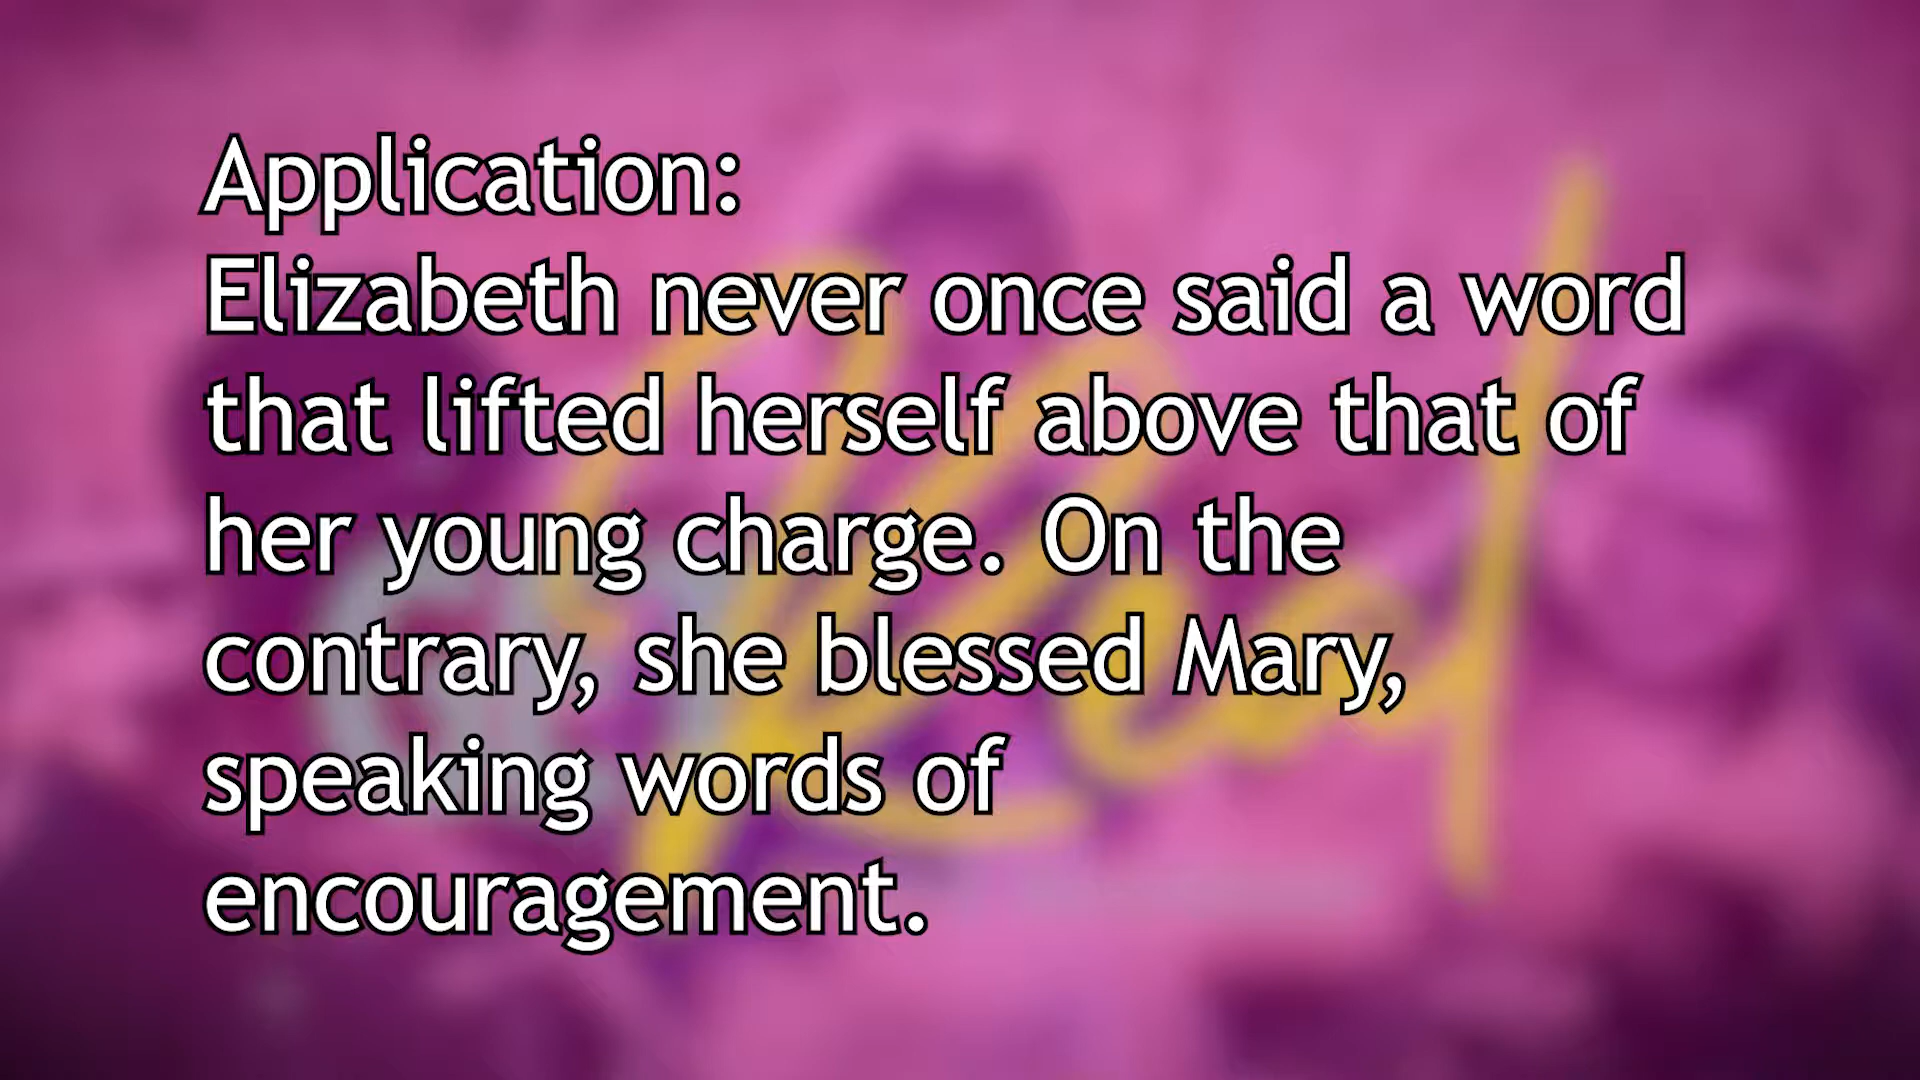 Application:
Elizabeth never once said a word
that lifted herself above that of
her young charge. On the
contrary, she blessed Mary,
speaking words of
encouragement.